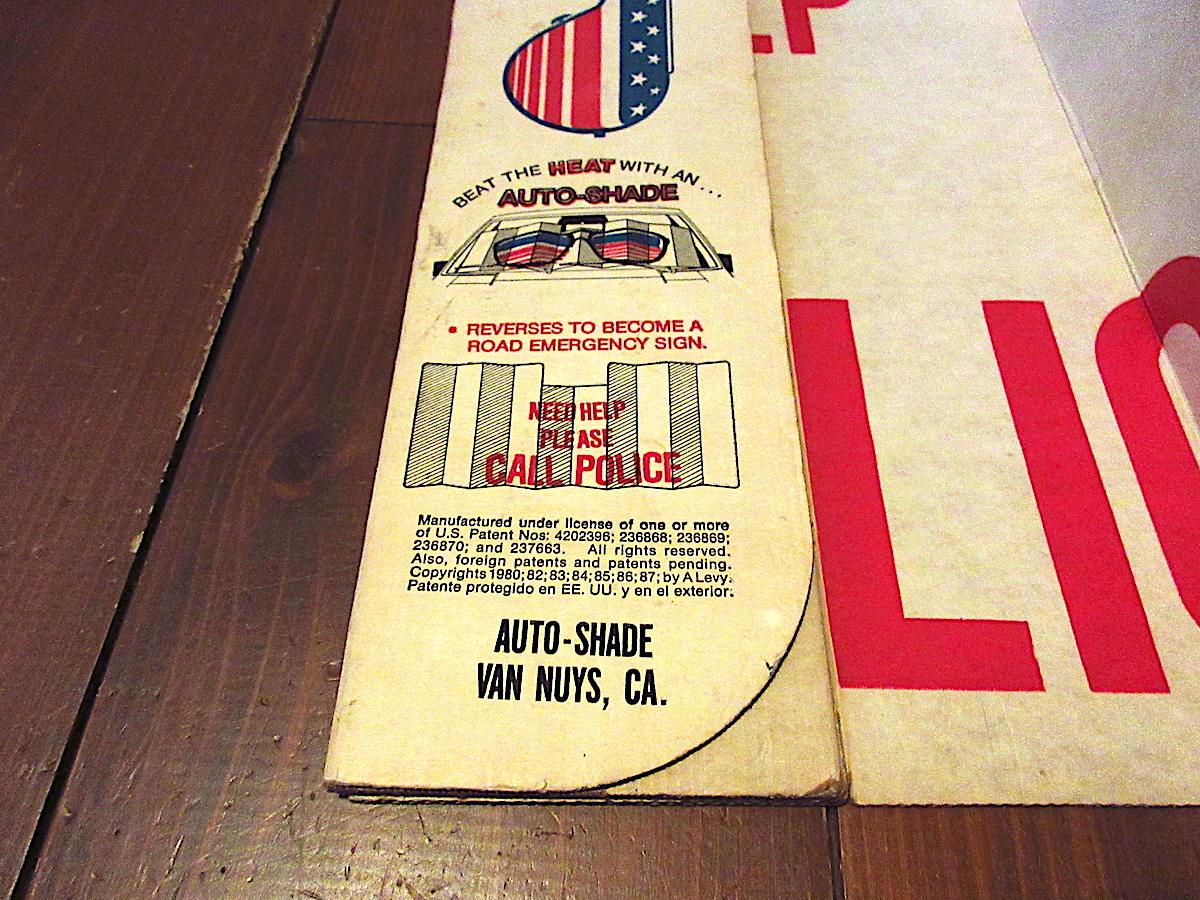 BEAT THE HEAT WITH AN...
AUTO-SHADE
• REVERSES TO BECOME A
ROAD EMERGENCY SIGN.
NEED HELP
PLEASE
CALL POLICE
Manufactured under license of one or more
of U.S. Patent Nos: 4202396; 236868; 236869;
236870; and 237663. All rights reserved.
Also, foreign patents and patents pending.
Copyrights 1980;82;83;84;85;86;87; by A Levy.
Patente protegido en EE. UU. y en el exterior.
AUTO-SHADE
VAN NUYS, CA.
LP
LIC